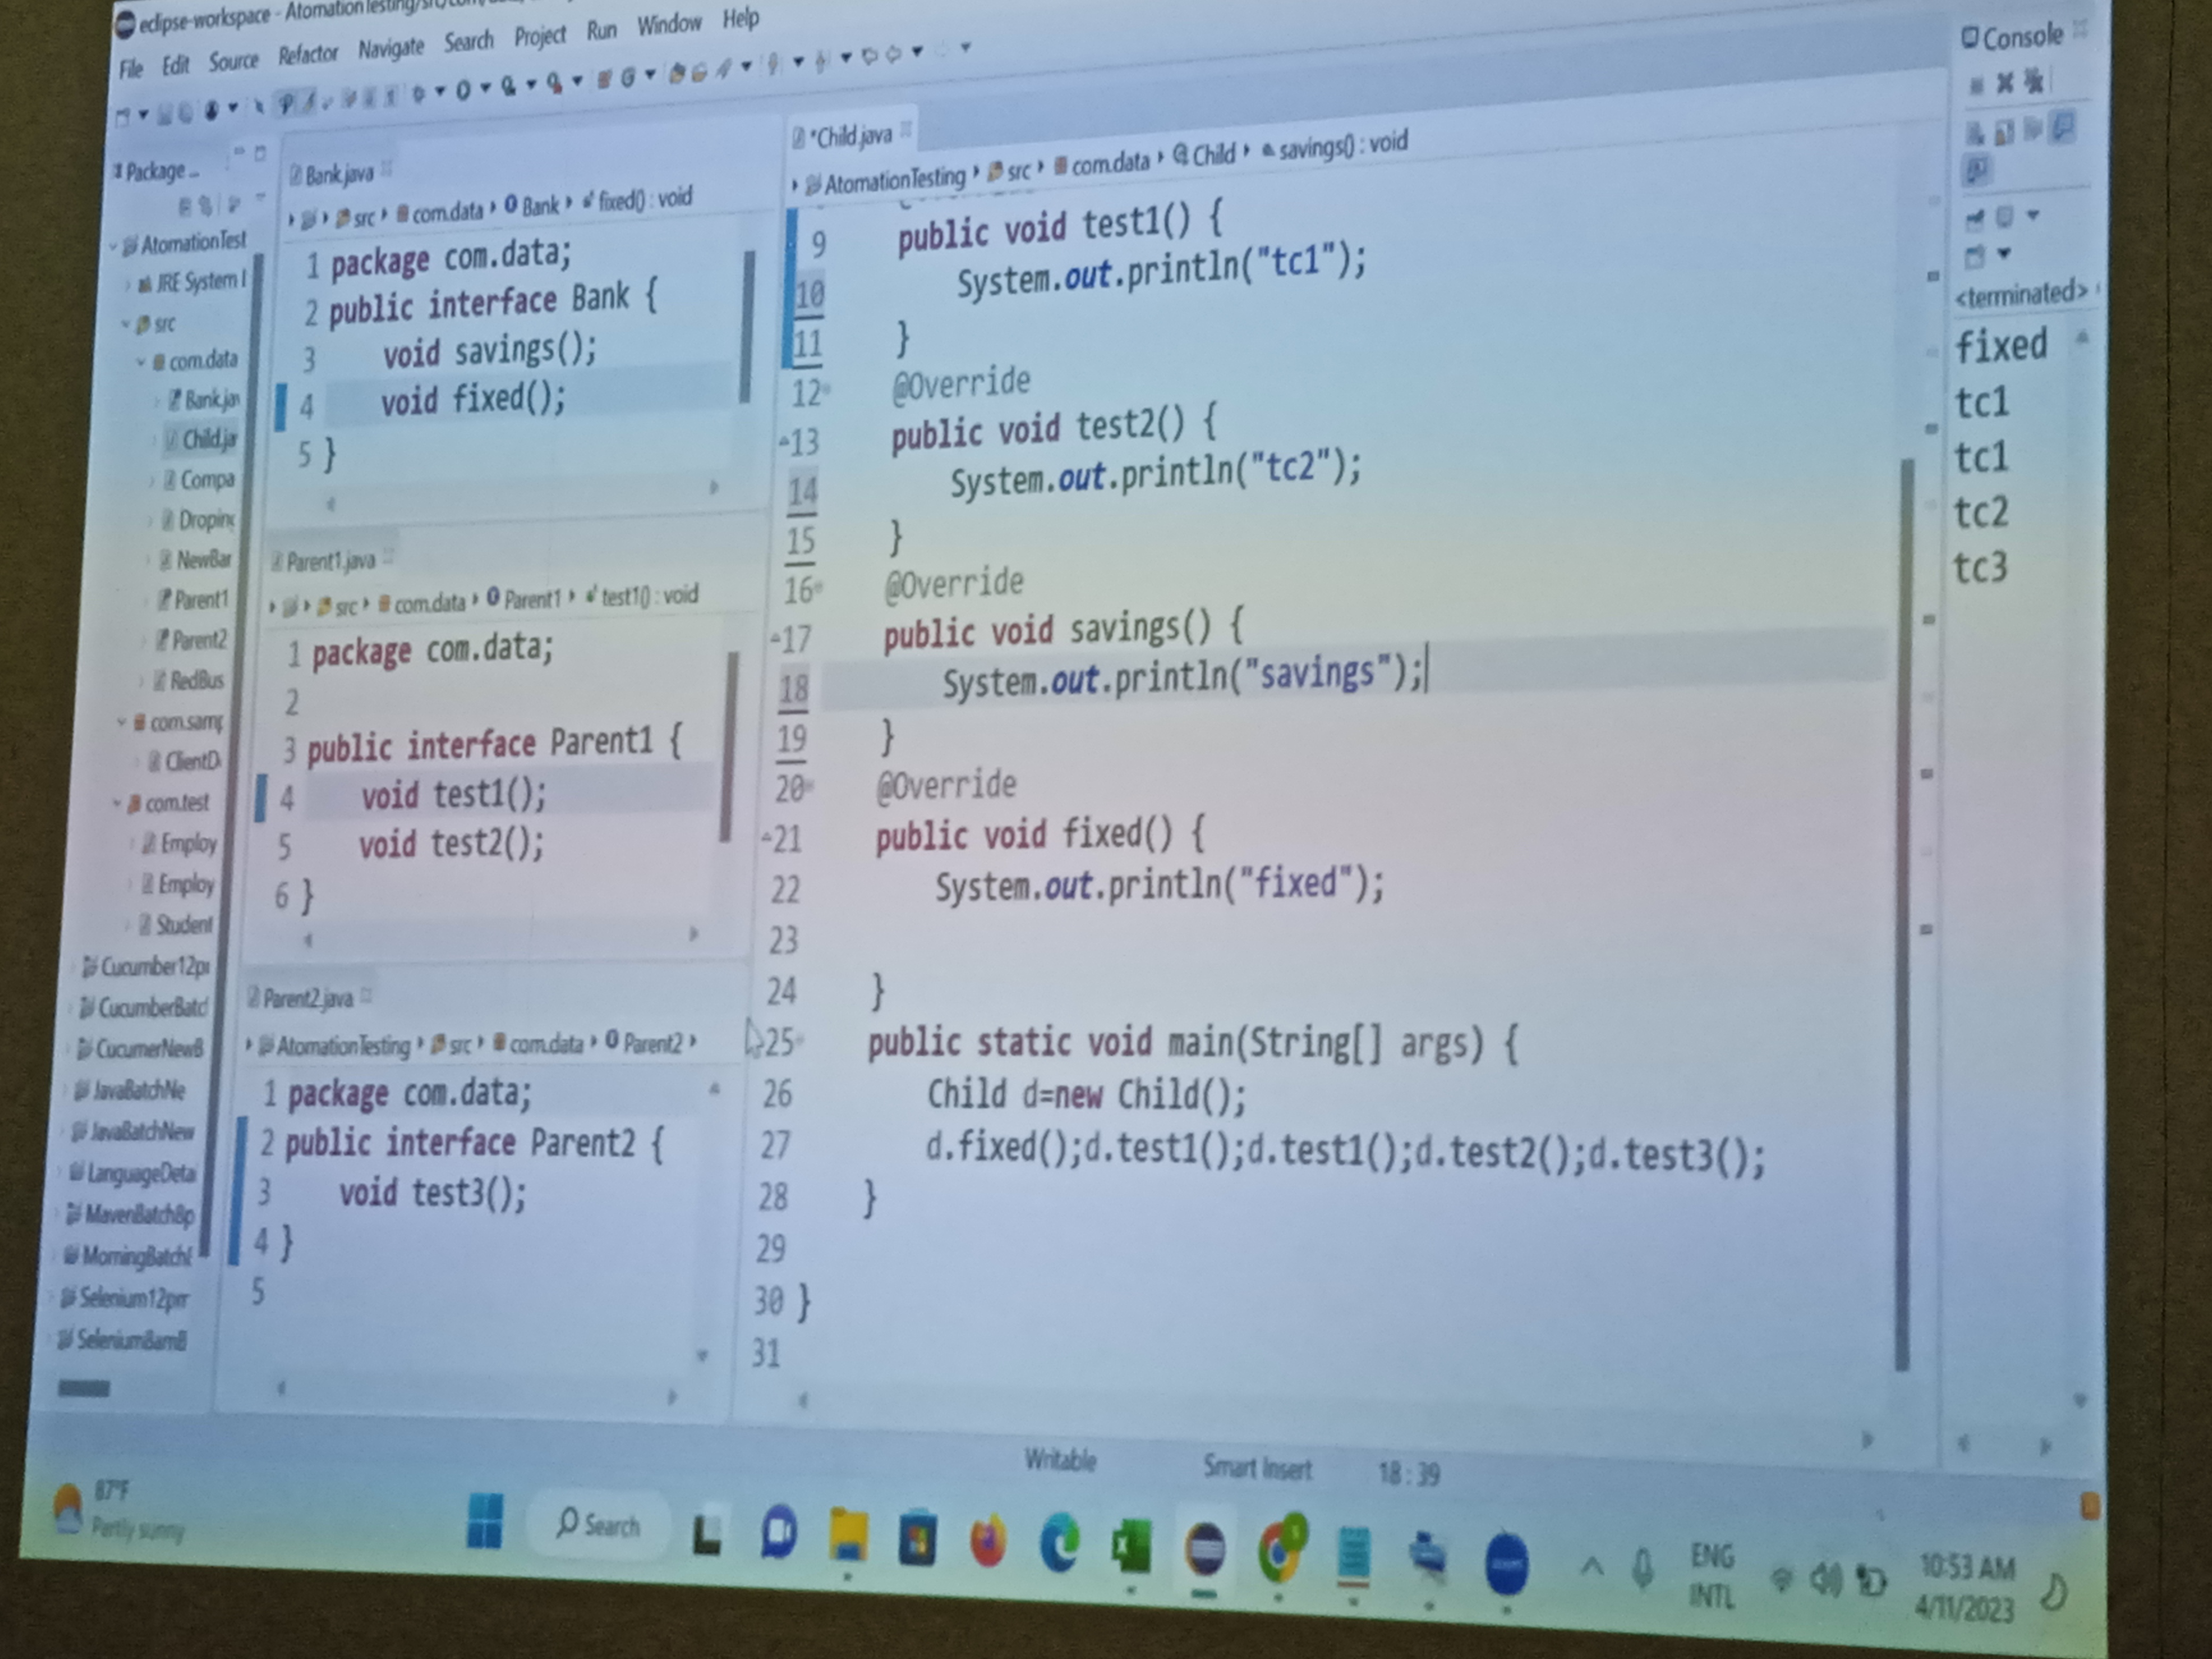 eclipse-workspace - AtomationTesting/src/com/data/
File Edit Source Refactor Navigate Search Project Run Window Help
Package...
AtomationTest
JRE System l
src
com.data
Bank.jav
Child.ja
Compa
Droping
NewBar
Parent1
Parent2
RedBus
com.samp
ClientD
com.test
Employ
Employ
Student
Cucumber12pr
CucumberBatcl
CucumerNewB
JavaBatchNe
JavaBatchNew
LanguageDetai
MavenBatch8p
MorningBatchE
Selenium12pm
Selenium8amB
Bank.java
src com.data Bank fixed() : void
1 package com.data;
2 public interface Bank {
3 void savings();
4 void fixed();
5 }
Parent1.java
src com.data Parent1 test1() : void
1 package com.data;
2
3 public interface Parent1 {
4 void test1();
5 void test2();
6 }
Parent2.java
AtomationTesting src com.data Parent2
1 package com.data;
2 public interface Parent2 {
3 void test3();
4 }
5
*Child.java
AtomationTesting src com.data Child savings() : void
9 public void test1() {
10 System.out.println("tc1");
11 }
12 @Override
13 public void test2() {
14 System.out.println("tc2");
15 }
16 @Override
17 public void savings() {
18 System.out.println("savings");
19 }
20 @Override
21 public void fixed() {
22 System.out.println("fixed");
23
24 }
25 public static void main(String[] args) {
26 Child d=new Child();
27 d.fixed();d.test1();d.test1();d.test2();d.test3();
28 }
29
30 }
31
Console
<terminated>
fixed
tc1
tc1
tc2
tc3
Writable Smart Insert 18 : 39
87°F
Partly sunny
Search
ENG
INTL
10:53 AM
4/11/2023